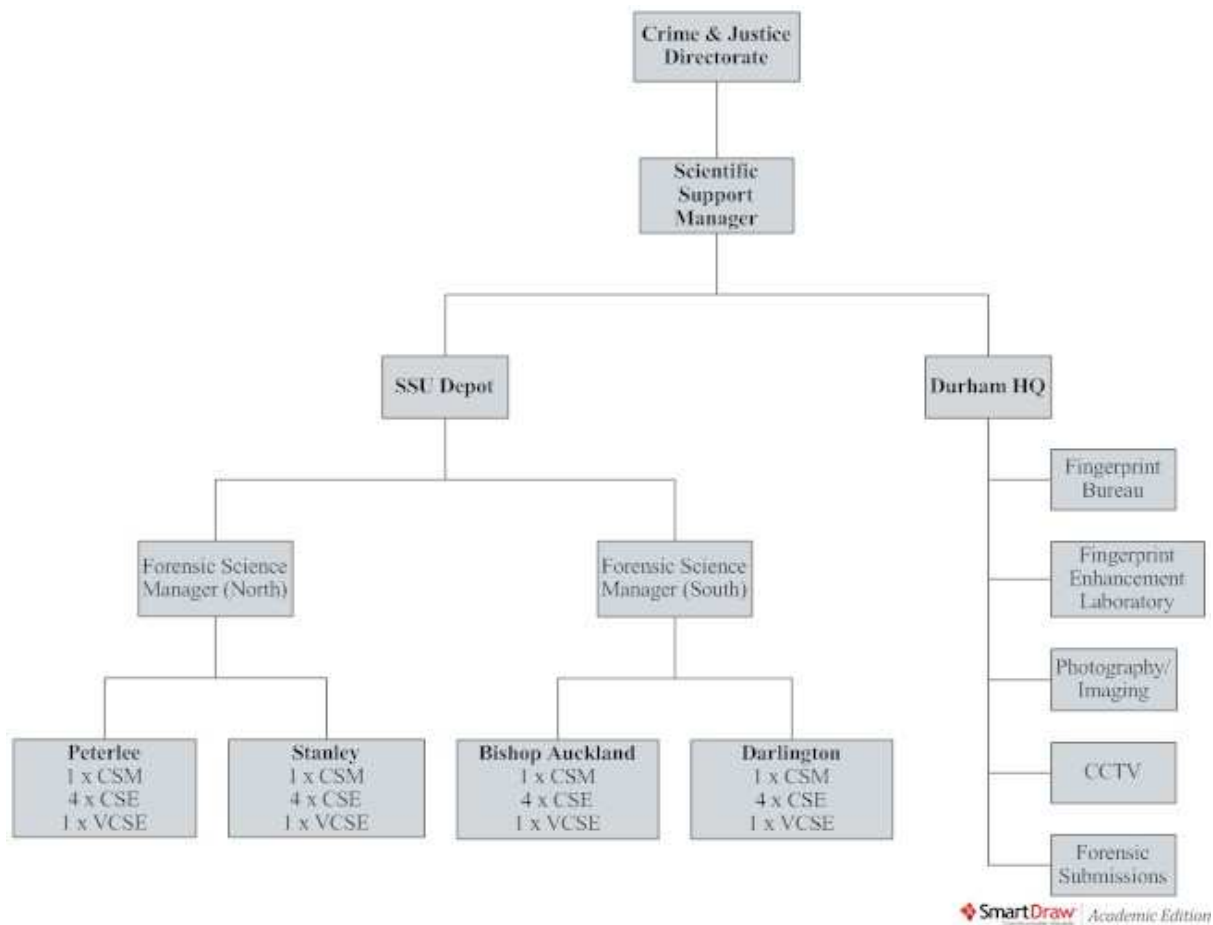 Crime & Justice
Directorate
Scientific
Support
Manager
SSU Depot
Durham HQ
Fingerprint
Bureau
Fingerprint
Enhancement
Laboratory
Photography/
Imaging
CCTV
Forensic
Submissions
Forensic Science
Manager (North)
Forensic Science
Manager (South)
Peterlee
1 x CSM
4 x CSE
1 x VCSE
Stanley
1 x CSM
4 x CSE
1 x VCSE
Bishop Auckland
1 x CSM
4 x CSE
1 x VCSE
Darlington
1 x CSM
4 x CSE
1 x VCSE
SmartDraw Academic Edition